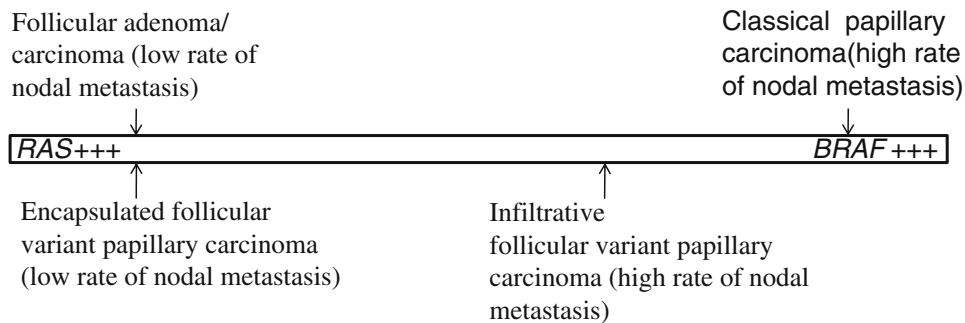 Follicular adenoma/
carcinoma (low rate of
nodal metastasis)
Classical papillary
carcinoma(high rate
of nodal metastasis)
RAS+++
BRAF +++
Encapsulated follicular
variant papillary carcinoma
(low rate of nodal metastasis)
Infiltrative
follicular variant papillary
carcinoma (high rate of nodal
metastasis)